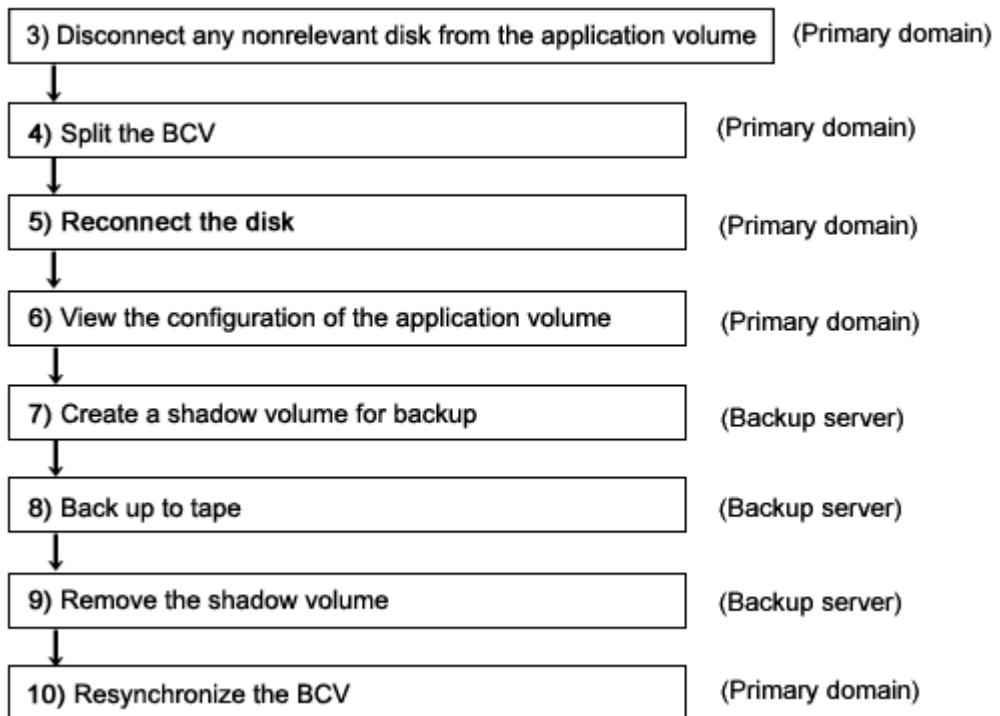 3) Disconnect any nonrelevant disk from the application volume (Primary domain)
4) Split the BCV (Primary domain)
5) Reconnect the disk (Primary domain)
6) View the configuration of the application volume (Primary domain)
7) Create a shadow volume for backup (Backup server)
8) Back up to tape (Backup server)
9) Remove the shadow volume (Backup server)
10) Resynchronize the BCV (Primary domain)